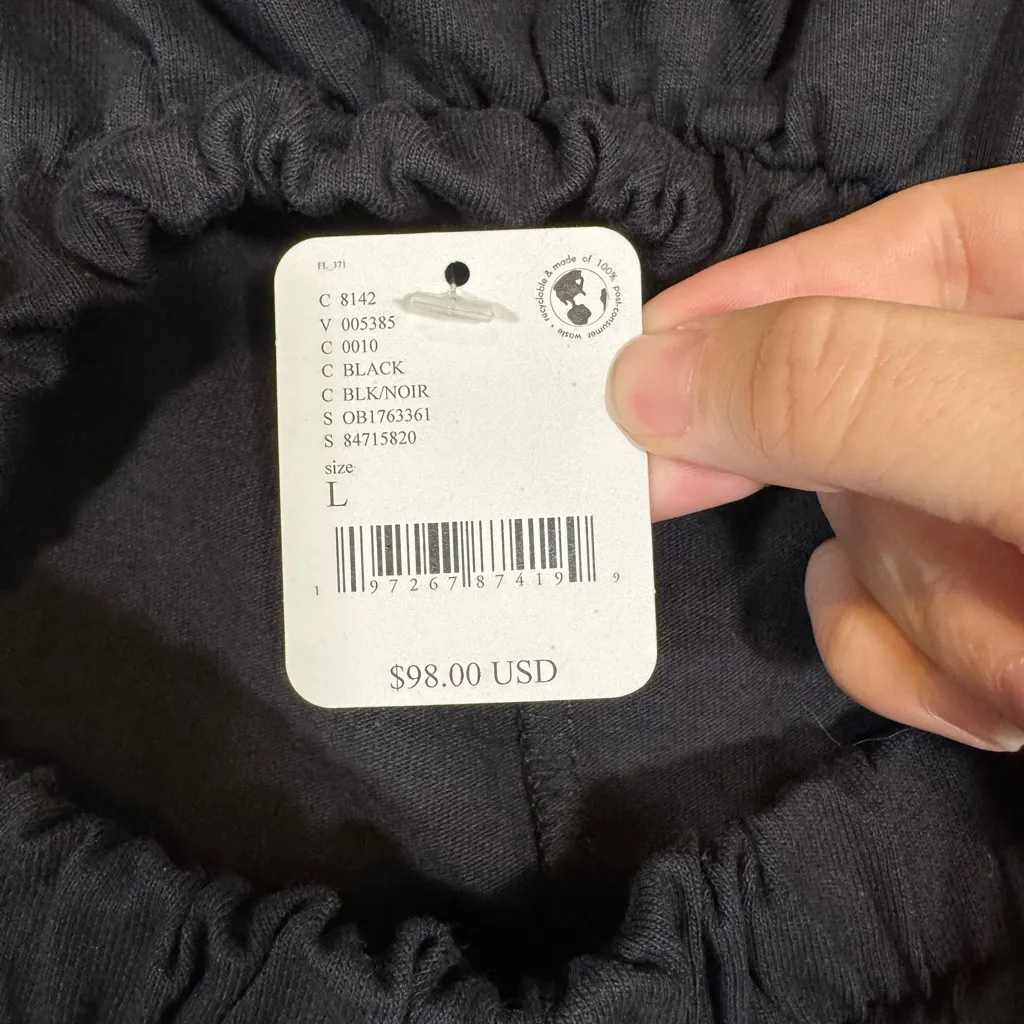 FL_371
recyclable & made of 100% post-consumer waste •
C 8142
V 005385
C 0010
C BLACK
C BLK/NOIR
S OB1763361
S 84715820
size
L
1 97267 87419 9
$98.00 USD